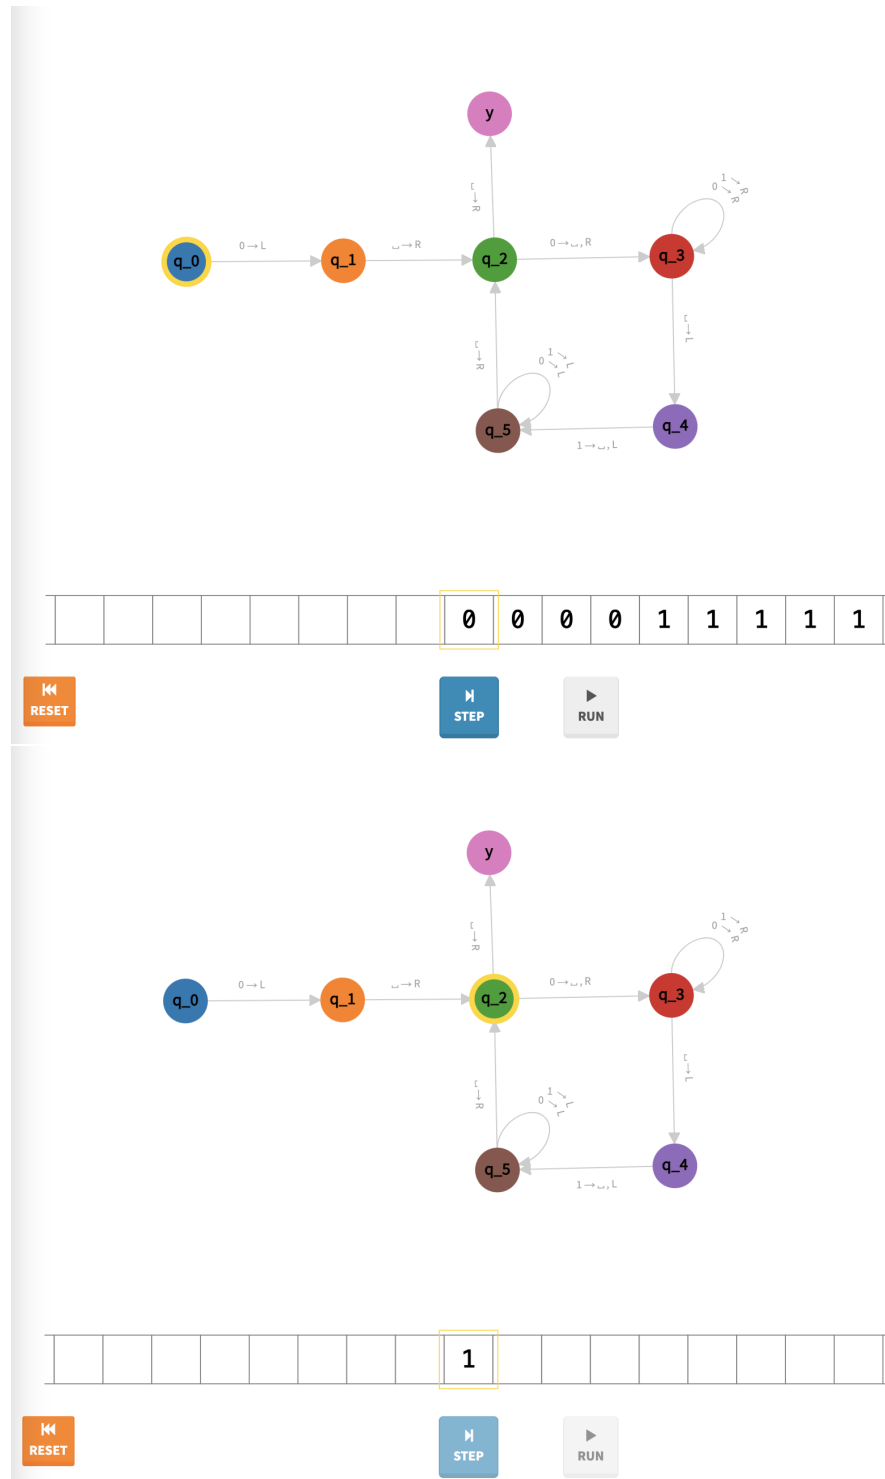 y
␣→R
1→R
0→R
0→L
␣→R
0→␣,R
q_0
q_1
q_2
q_3
␣→R
1→L
0→L
␣→L
q_5
q_4
1→␣,L
0 0 0 0 1 1 1 1 1
RESET
STEP
RUN
y
␣→R
1→R
0→R
0→L
␣→R
0→␣,R
q_0
q_1
q_2
q_3
␣→R
1→L
0→L
␣→L
q_5
q_4
1→␣,L
1
RESET
STEP
RUN